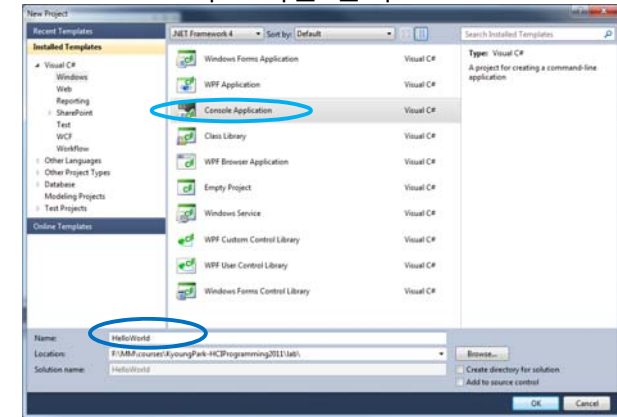 New Project
Recent Templates
Installed Templates
Visual C#
Windows
Web
Reporting
SharePoint
Test
WCF
Workflow
Other Languages
Other Project Types
Database
Modeling Projects
Test Projects
Online Templates
.NET Framework 4 Sort by: Default
Windows Forms Application Visual C#
WPF Application Visual C#
Console Application Visual C#
Class Library Visual C#
WPF Browser Application Visual C#
Empty Project Visual C#
Windows Service Visual C#
WPF Custom Control Library Visual C#
WPF User Control Library Visual C#
Windows Forms Control Library Visual C#
Search Installed Templates
Type: Visual C#
A project for creating a command-line
application
Name: HelloWorld
Location: F:\MM\courses\KyoungPark-HCIProgramming2011\lab\ Browse...
Solution name: HelloWorld
Create directory for solution
Add to source control
OK Cancel